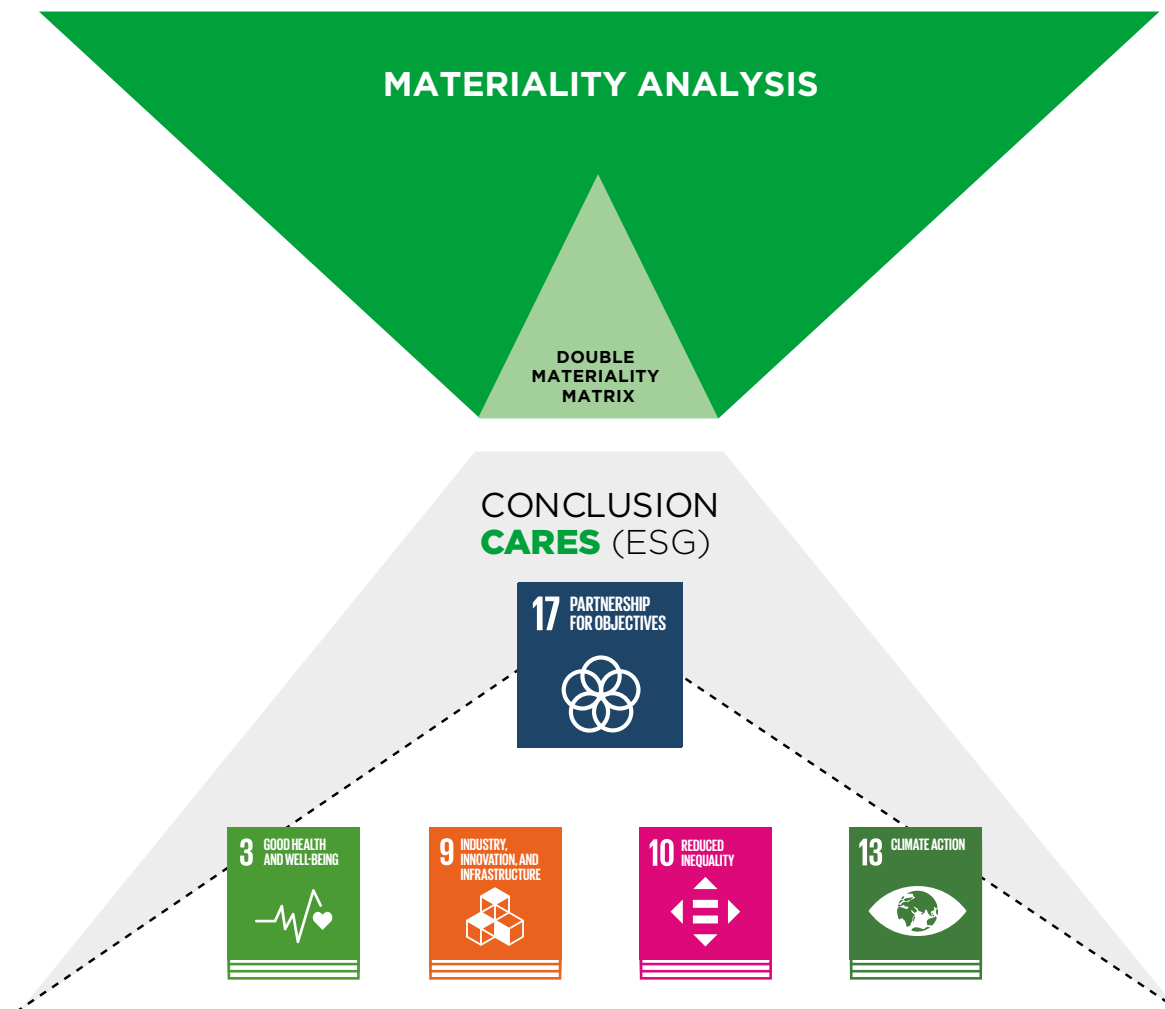 MATERIALITY ANALYSIS
DOUBLE
MATERIALITY
MATRIX
CONCLUSION
CARES (ESG)
17 PARTNERSHIP
FOR OBJECTIVES
3 GOOD HEALTH
AND WELL-BEING
9 INDUSTRY,
INNOVATION, AND
INFRASTRUCTURE
10 REDUCED
INEQUALITY
13 CLIMATE ACTION